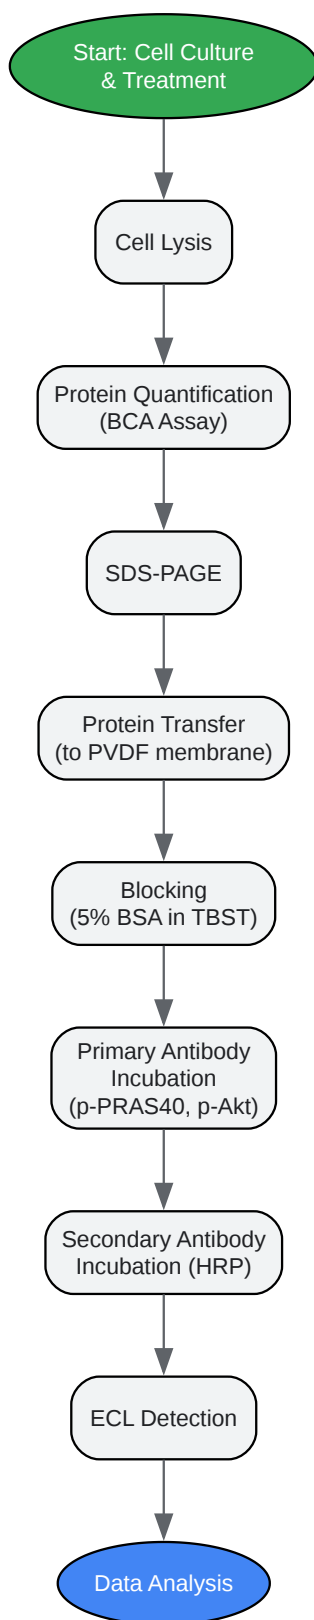 Start: Cell Culture
& Treatment
Cell Lysis
Protein Quantification
(BCA Assay)
SDS-PAGE
Protein Transfer
(to PVDF membrane)
Blocking
(5% BSA in TBST)
Primary Antibody
Incubation
(p-PRAS40, p-Akt)
Secondary Antibody
Incubation (HRP)
ECL Detection
Data Analysis